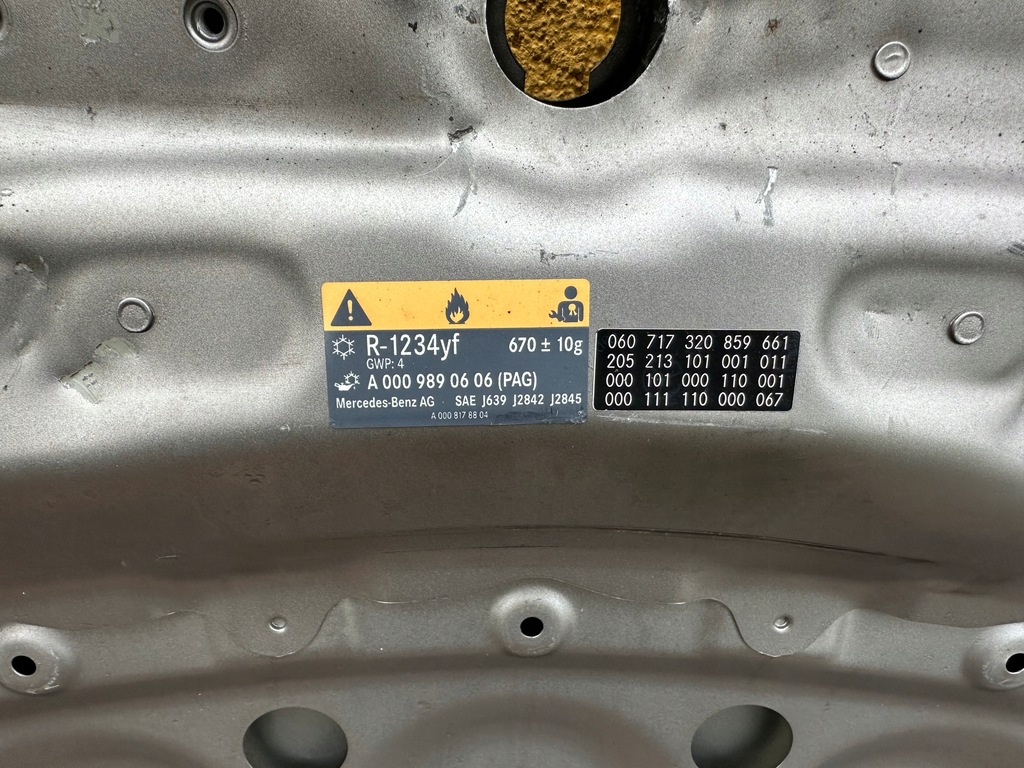 R-1234yf 670 ± 10g
GWP: 4
A 000 989 06 06 (PAG)
Mercedes-Benz AG SAE J639 J2842 J2845
A 000 817 88 04
060 717 320 859 661
205 213 101 001 011
000 101 000 110 001
000 111 110 000 067